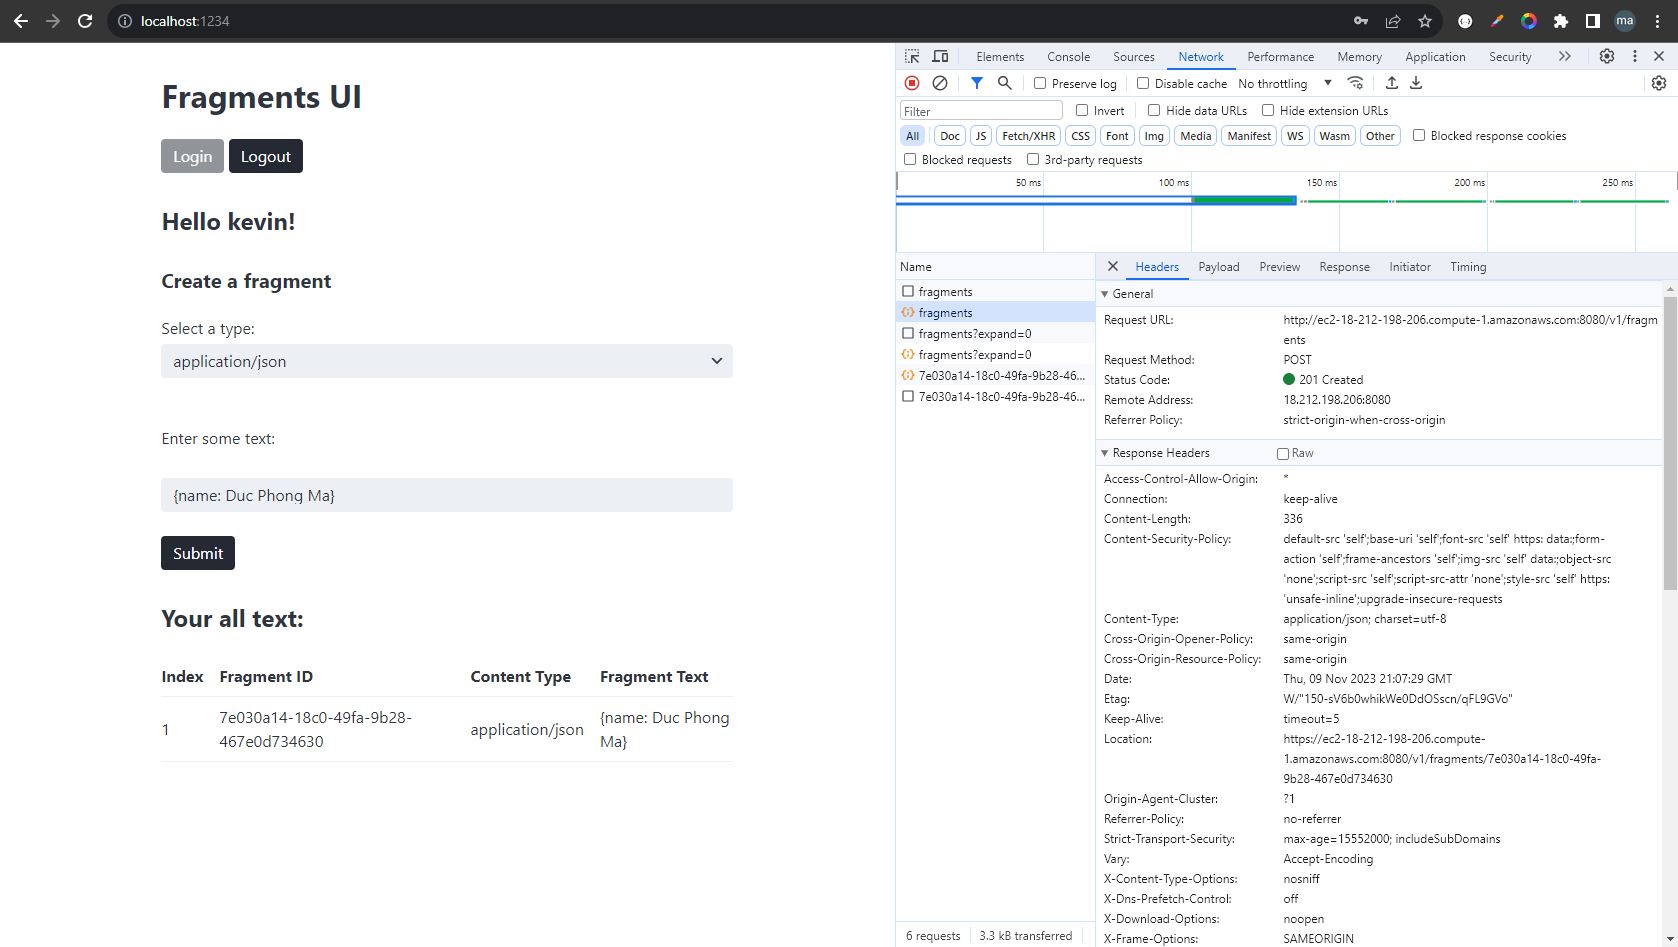 localhost:1234
ma
Fragments UI
Login Logout
Hello kevin!
Create a fragment
Select a type:
application/json
Enter some text:
{name: Duc Phong Ma}
Submit
Your all text:
Index Fragment ID Content Type Fragment Text
1 7e030a14-18c0-49fa-9b28-467e0d734630 application/json {name: Duc Phong Ma}
Elements Console Sources Network Performance Memory Application Security
Preserve log Disable cache No throttling
Filter Invert Hide data URLs Hide extension URLs
All Doc JS Fetch/XHR CSS Font Img Media Manifest WS Wasm Other Blocked response cookies
Blocked requests 3rd-party requests
50 ms 100 ms 150 ms 200 ms 250 ms
Name
fragments
fragments
fragments?expand=0
fragments?expand=0
7e030a14-18c0-49fa-9b28-46...
7e030a14-18c0-49fa-9b28-46...
6 requests 3.3 kB transferred
Headers Payload Preview Response Initiator Timing
General
Request URL: http://ec2-18-212-198-206.compute-1.amazonaws.com:8080/v1/fragm
ents
Request Method: POST
Status Code: 201 Created
Remote Address: 18.212.198.206:8080
Referrer Policy: strict-origin-when-cross-origin
Response Headers Raw
Access-Control-Allow-Origin: *
Connection: keep-alive
Content-Length: 336
Content-Security-Policy: default-src 'self';base-uri 'self';font-src 'self' https: data:;form-
action 'self';frame-ancestors 'self';img-src 'self' data:;object-src
'none';script-src 'self';script-src-attr 'none';style-src 'self' https:
'unsafe-inline';upgrade-insecure-requests
Content-Type: application/json; charset=utf-8
Cross-Origin-Opener-Policy: same-origin
Cross-Origin-Resource-Policy: same-origin
Date: Thu, 09 Nov 2023 21:07:29 GMT
Etag: W/"150-sV6b0whikWe0DdOSscn/qFL9GVo"
Keep-Alive: timeout=5
Location: https://ec2-18-212-198-206.compute-
1.amazonaws.com:8080/v1/fragments/7e030a14-18c0-49fa-
9b28-467e0d734630
Origin-Agent-Cluster: ?1
Referrer-Policy: no-referrer
Strict-Transport-Security: max-age=15552000; includeSubDomains
Vary: Accept-Encoding
X-Content-Type-Options: nosniff
X-Dns-Prefetch-Control: off
X-Download-Options: noopen
X-Frame-Options: SAMEORIGIN